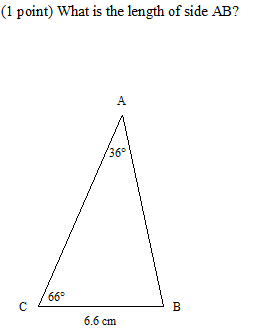 (1 point) What is the length of side AB?
A
36°
66°
C
B
6.6 cm